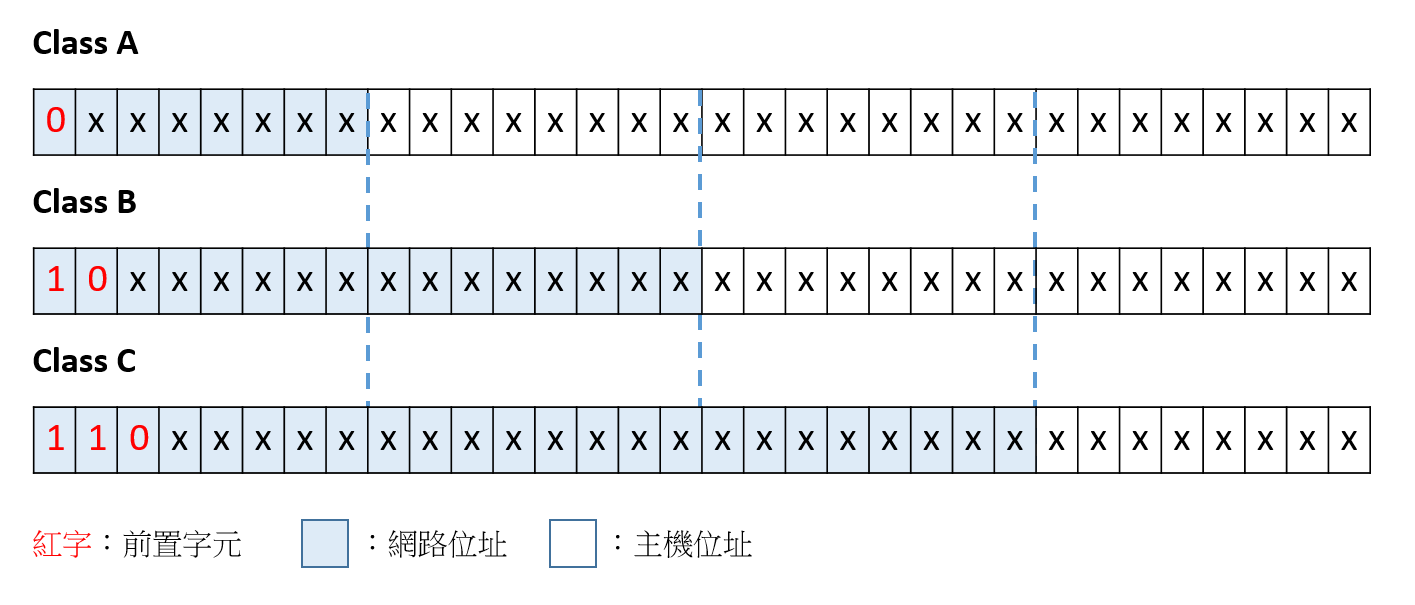 Class A
0 x x x x x x x x x x x x x x x x x x x x x x x x x x x x x x x
Class B
1 0 x x x x x x x x x x x x x x x x x x x x x x x x x x x x x x
Class C
1 1 0 x x x x x x x x x x x x x x x x x x x x x x x x x x x x x
紅字：前置字元 ：網路位址 ：主機位址